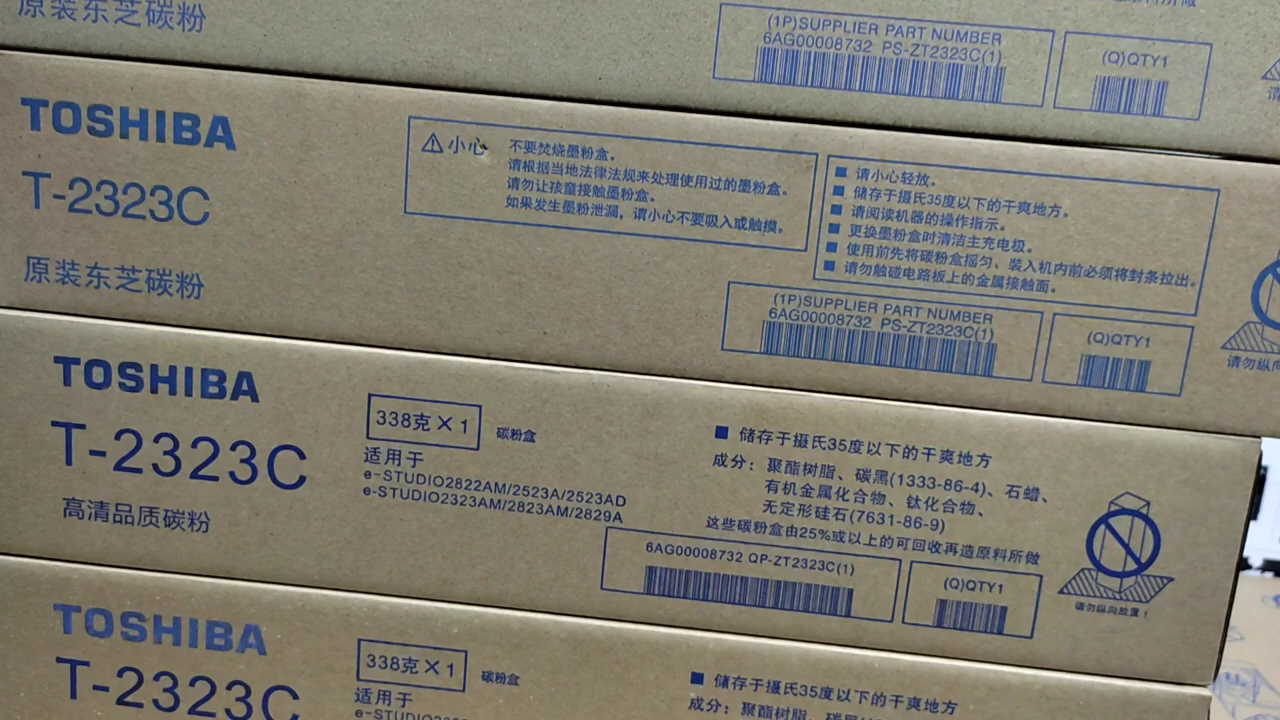 原装东芝碳粉
(1P)SUPPLIER PART NUMBER
6AG00008732 PS-ZT2323C(1)
(Q)QTY1
TOSHIBA
T-2323C
原装东芝碳粉
小心
不要焚烧墨粉盒。
请根据当地法律法规来处理使用过的墨粉盒。
请勿让孩童接触墨粉盒。
如果发生墨粉泄漏，请小心不要吸入或触摸。
■ 请小心轻放。
■ 储存于摄氏35度以下的干爽地方。
■ 请阅读机器的操作指示。
■ 更换墨粉盒时清洁主充电极。
■ 使用前先将碳粉盒摇匀、装入机内前必须将封条拉出。
■ 请勿触磁电路板上的金属接触面。
(1P)SUPPLIER PART NUMBER
6AG00008732 PS-ZT2323C(1)
(Q)QTY1
请勿纵向
TOSHIBA
T-2323C
高清品质碳粉
338克×1
碳粉盒
适用于
e-STUDIO2822AM/2523A/2523AD
e-STUDIO2323AM/2823AM/2829A
■ 储存于摄氏35度以下的干爽地方
成分：聚酯树脂、碳黑(1333-86-4)、石蜡、
有机金属化合物、钛化合物、
无定形硅石(7631-86-9)
这些碳粉盒由25%或以上的可回收再造原料所做
6AG00008732 QP-ZT2323C(1)
(Q)QTY1
请勿纵向放置！
TOSHIBA
T-2323C
338克×1
碳粉盒
适用于
■ 储存于摄氏35度以下的干爽地方
成分：聚酯树脂、碳黑